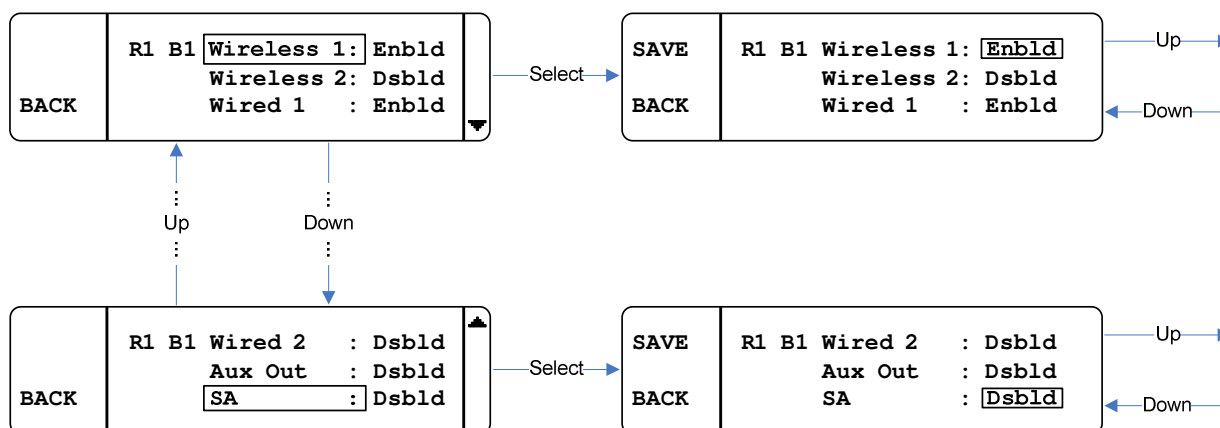 R1 B1 Wireless 1: Enbld
Wireless 2: Dsbld
BACK Wired 1 : Enbld
Select
SAVE R1 B1 Wireless 1: Enbld
Wireless 2: Dsbld
BACK Wired 1 : Enbld
Up
Down
Up
Down
R1 B1 Wired 2 : Dsbld
Aux Out : Dsbld
BACK SA : Dsbld
Select
SAVE R1 B1 Wired 2 : Dsbld
Aux Out : Dsbld
BACK SA : Dsbld
Up
Down